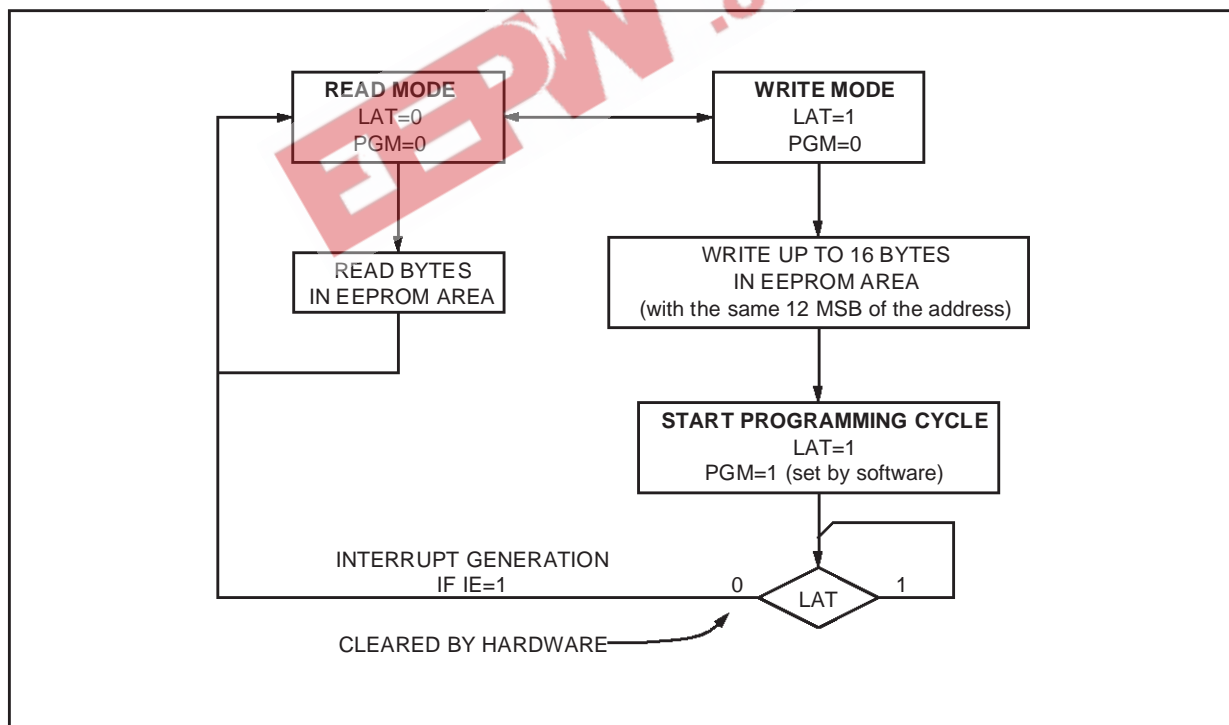 READ MODE
LAT=0
PGM=0
WRITE MODE
LAT=1
PGM=0
READ BYTES
IN EEPROM AREA
WRITE UP TO 16 BYTES
IN EEPROM AREA
(with the same 12 MSB of the address)
START PROGRAMMING CYCLE
LAT=1
PGM=1 (set by software)
INTERRUPT GENERATION
IF IE=1
0
LAT
1
CLEARED BY HARDWARE
EEPW